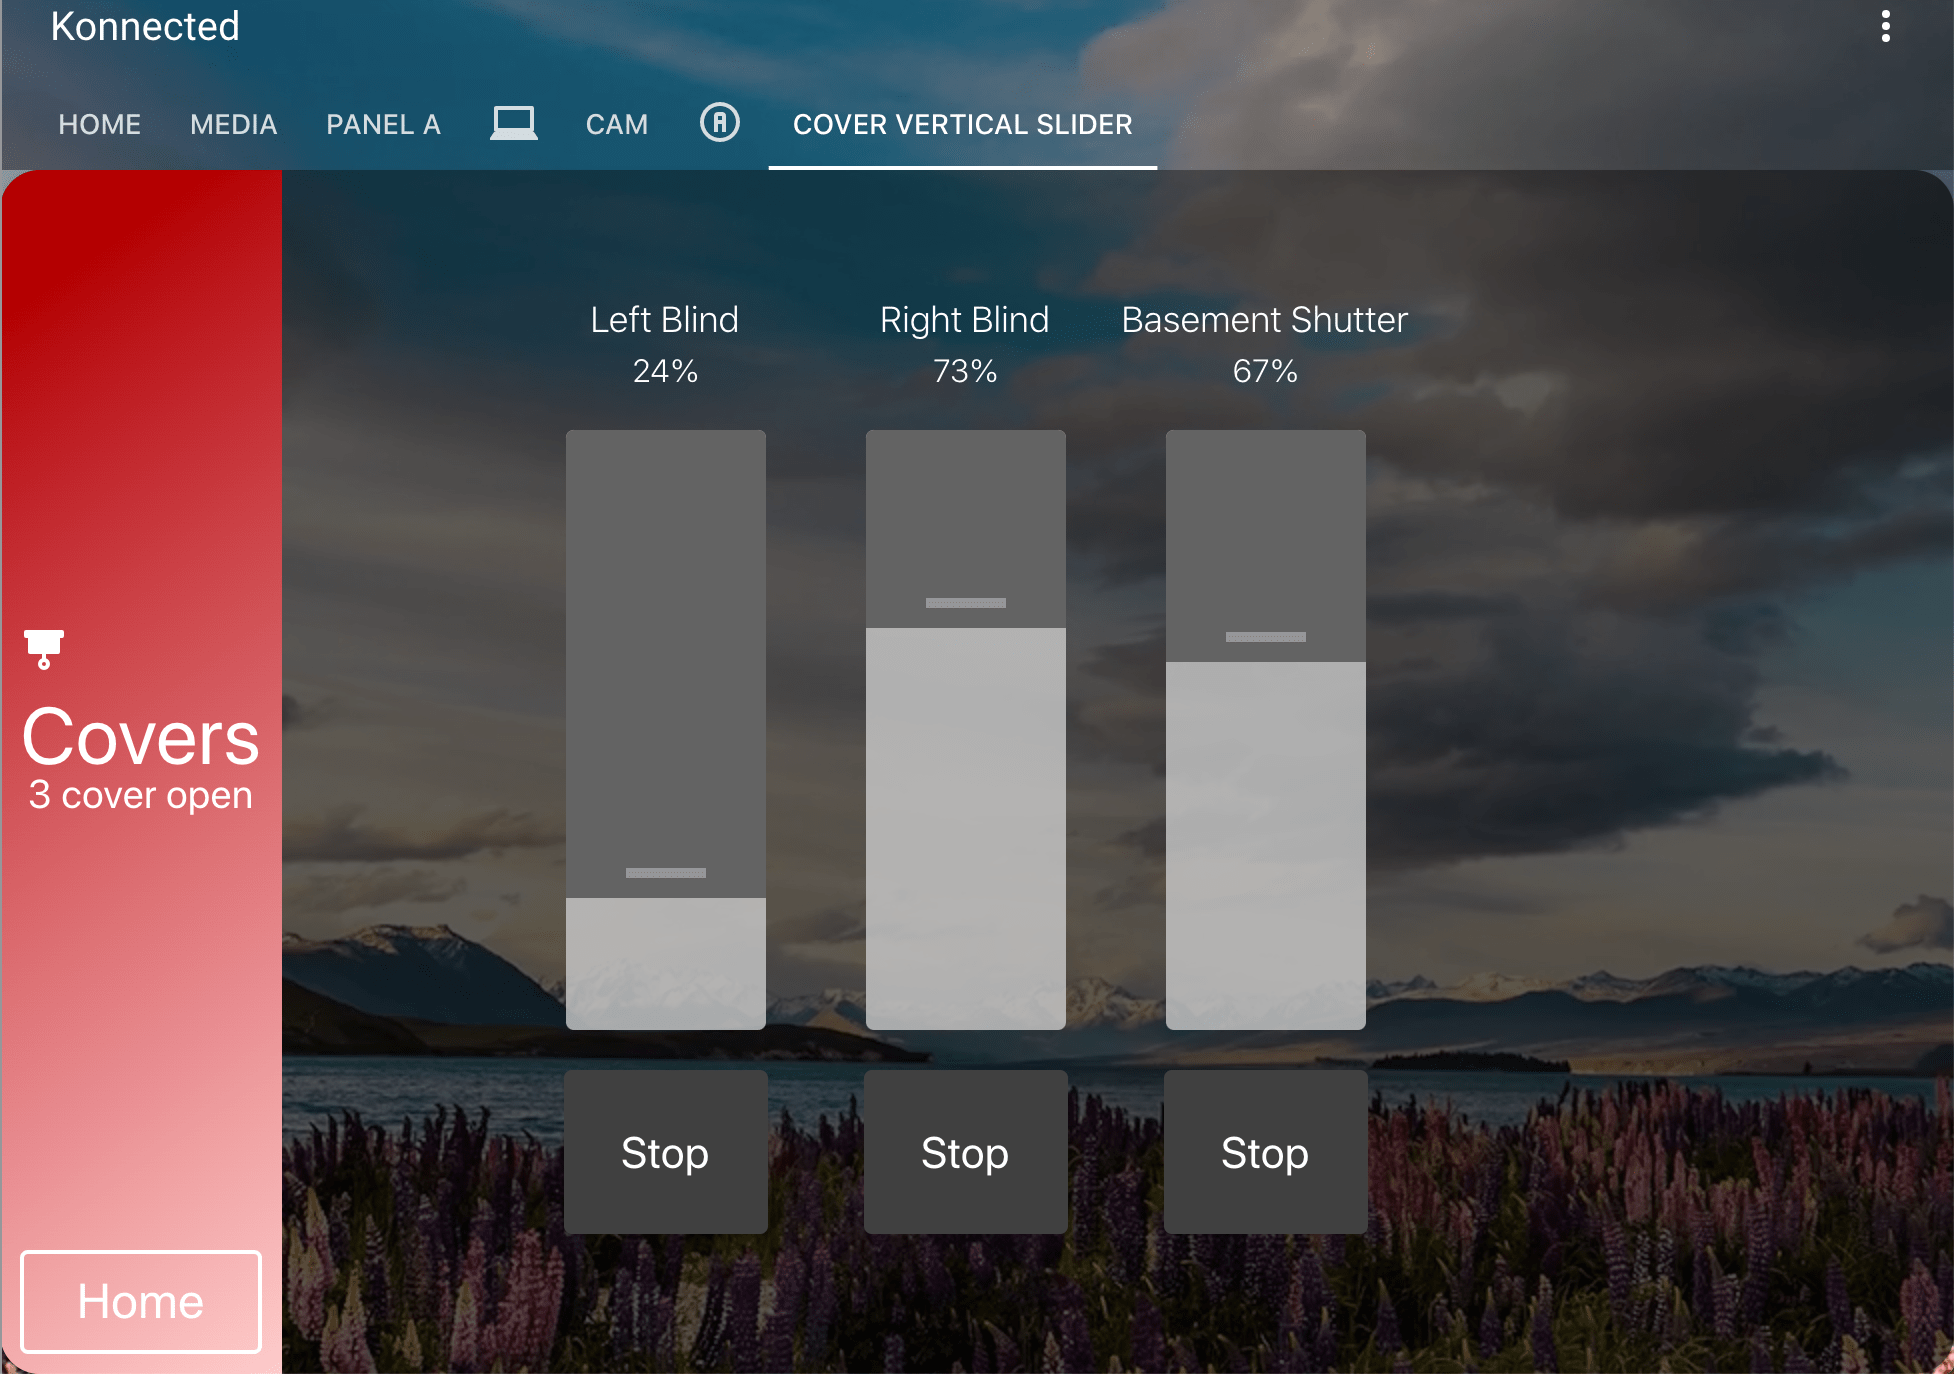 Konnected
HOME MEDIA PANEL A CAM A COVER VERTICAL SLIDER
Left Blind Right Blind Basement Shutter
24% 73% 67%
Covers
3 cover open
Stop Stop Stop
Home